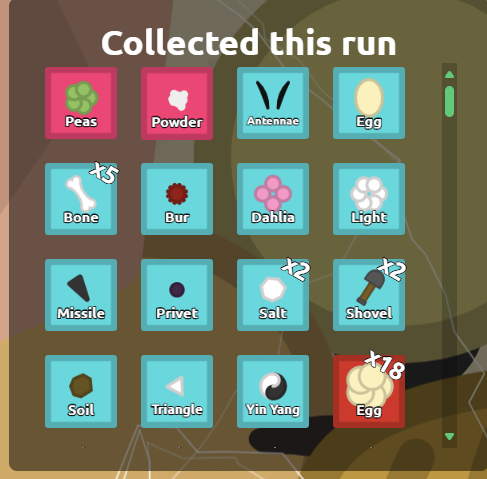 Collected this run
Peas
Powder
Antennae
Egg
x5
Bone
Bur
Dahlia
Light
Missile
Privet
x2
Salt
x2
Shovel
Soil
Triangle
Yin Yang
x18
Egg